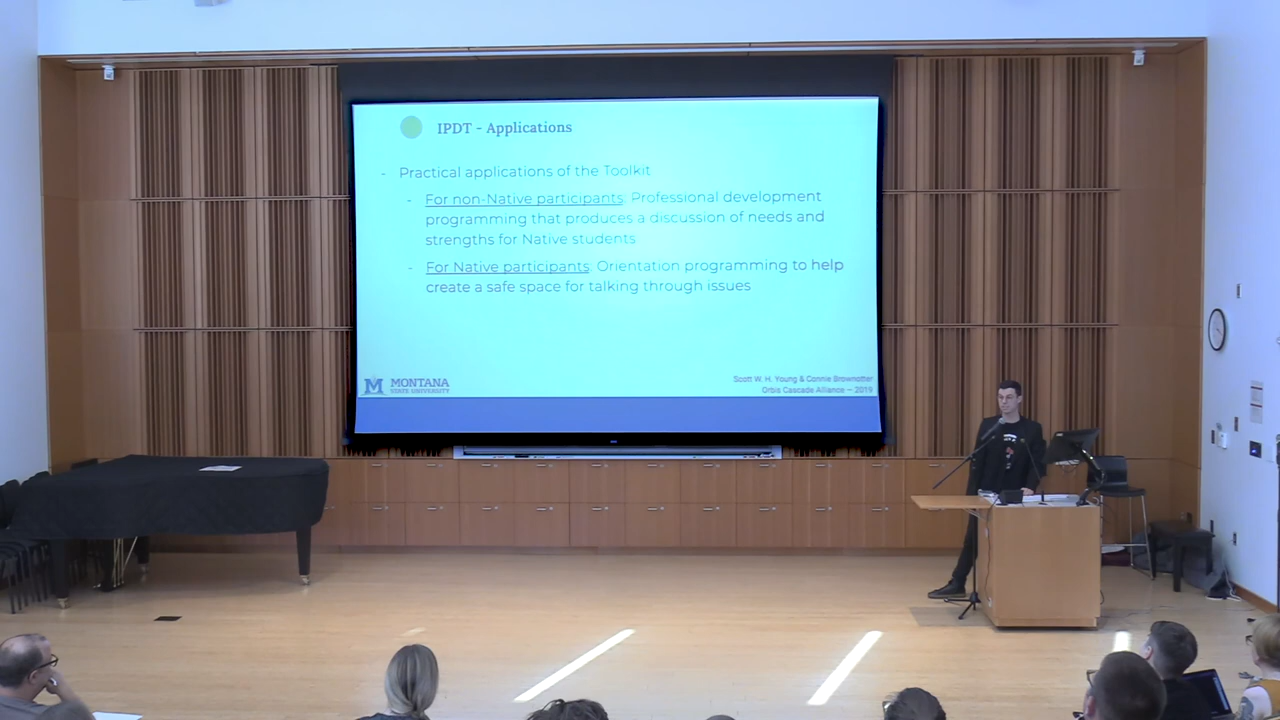 IPDT - Applications
- Practical applications of the Toolkit
- For non-Native participants: Professional development
programming that produces a discussion of needs and
strengths for Native students
- For Native participants: Orientation programming to help
create a safe space for talking through issues
M MONTANA
STATE UNIVERSITY
Scott W. H. Young & Connie Brownotter
Orbis Cascade Alliance – 2019